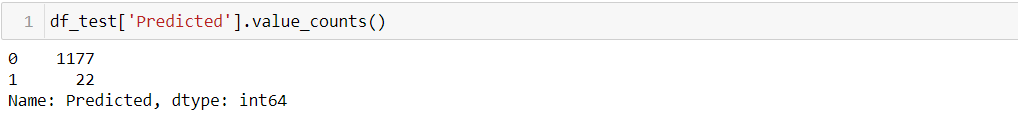 1 df_test['Predicted'].value_counts()
0    1177
1      22
Name: Predicted, dtype: int64